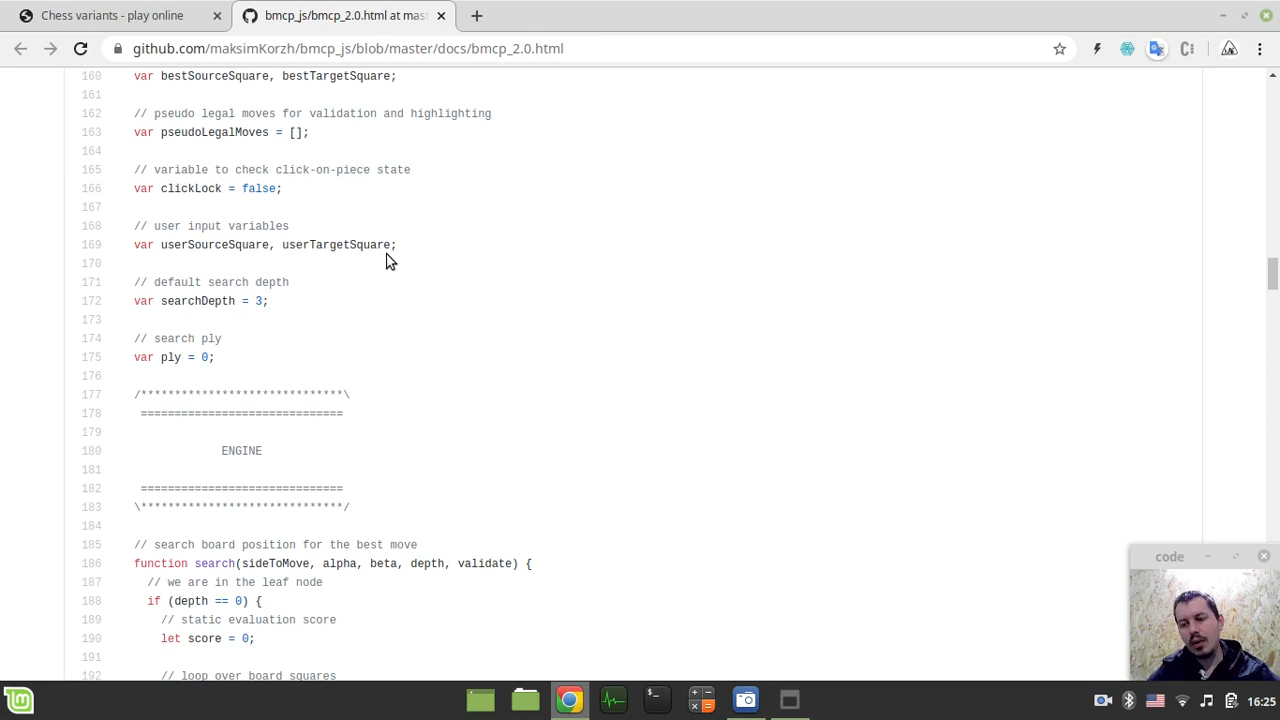 Chess variants - play online
bmcp_js/bmcp_2.0.html at mas
github.com/maksimKorzh/bmcp_js/blob/master/docs/bmcp_2.0.html
160 var bestSourceSquare, bestTargetSquare;
161
162 // pseudo legal moves for validation and highlighting
163 var pseudoLegalMoves = [];
164
165 // variable to check click-on-piece state
166 var clickLock = false;
167
168 // user input variables
169 var userSourceSquare, userTargetSquare;
170
171 // default search depth
172 var searchDepth = 3;
173
174 // search ply
175 var ply = 0;
176
177 /******************************\
178 ==============================
179
180 ENGINE
181
182 ==============================
183 \******************************/
184
185 // search board position for the best move
186 function search(sideToMove, alpha, beta, depth, validate) {
187 // we are in the leaf node
188 if (depth == 0) {
189 // static evaluation score
190 let score = 0;
191
192 // loop over board squares
code
16:25